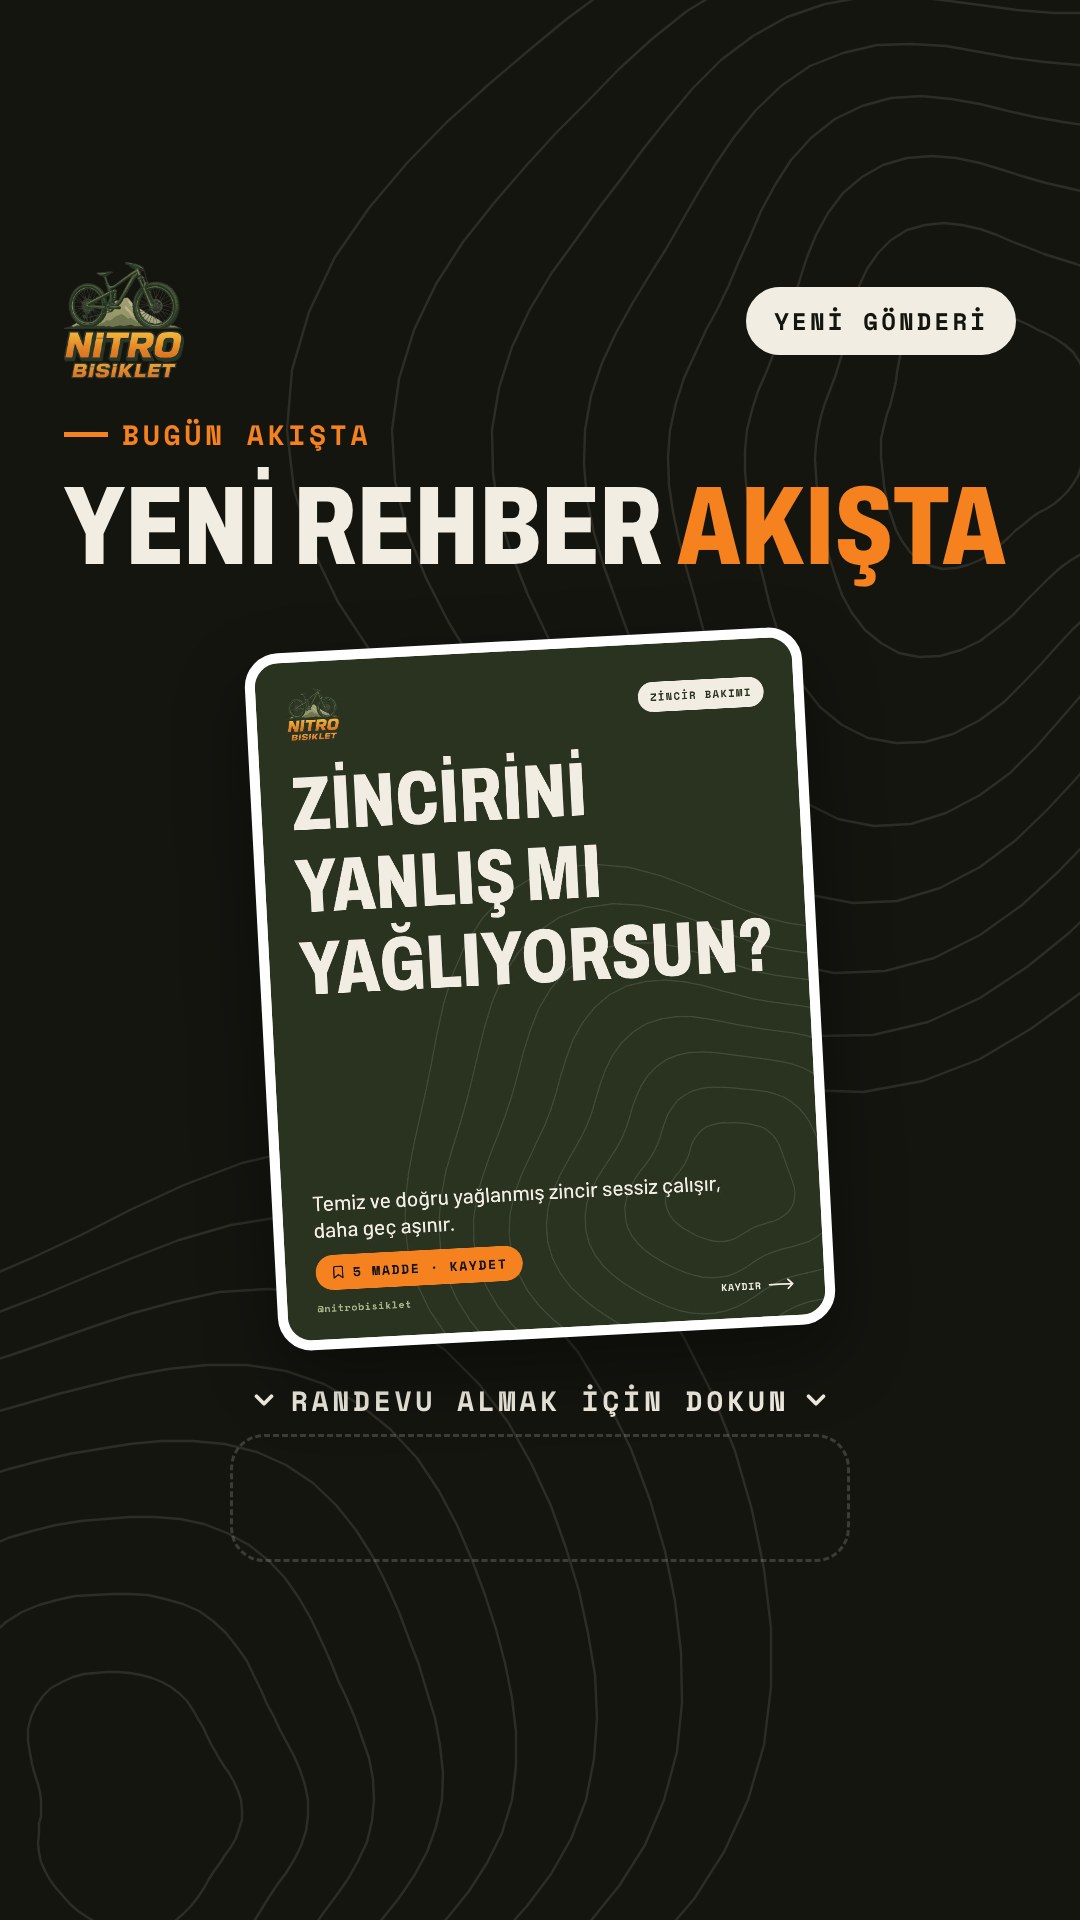 NiTRO
BiSiKLET
YENİ GÖNDERİ
BUGÜN AKIŞTA
YENİ REHBER AKIŞTA
NiTRO
BiSiKLET
ZİNCİR BAKIMI
ZİNCİRİNİ
YANLIŞ MI
YAĞLIYORSUN?
Temiz ve doğru yağlanmış zincir sessiz çalışır,
daha geç aşınır.
5 MADDE · KAYDET
@nitrobisiklet
KAYDIR
RANDEVU ALMAK İÇİN DOKUN